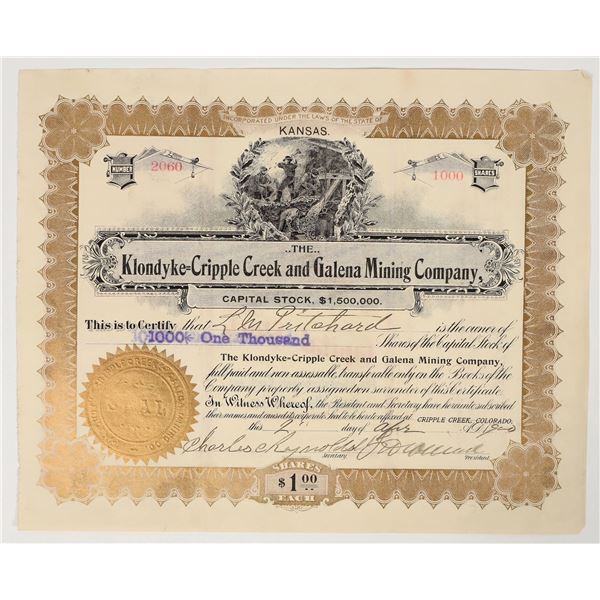 INCORPORATED UNDER THE LAWS OF THE STATE OF
KANSAS.
NUMBER 2060
1000 SHARES
..THE..
Klondyke-Cripple Creek and Galena Mining Company,
CAPITAL STOCK, $1,500,000.
This is to Certify that L M Pritchard is the owner of
1000 One Thousand Shares of the Capital Stock of
The Klondyke-Cripple Creek and Galena Mining Company,
full paid and non-assessable, transferable only on the Books of the
Company property assigned on surrender of this Certificate.
In Witness Whereof, the President and Secretary have hereunto subscribed
their names and caused its corporate Seal to be hereto affixed at CRIPPLE CREEK, COLORADO,
this day of Apr
Charles Reynolds
Secretary. President.
SHARES
$1.00
EACH